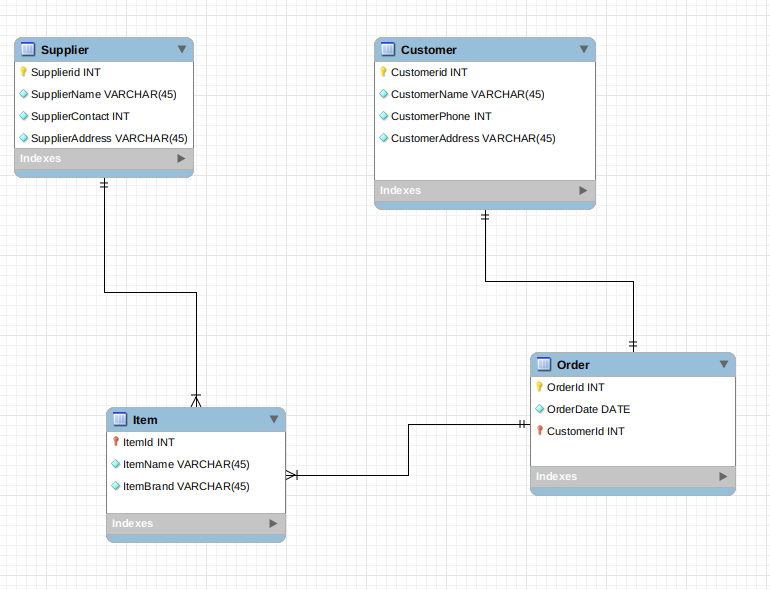 Supplier
Supplierid INT
SupplierName VARCHAR(45)
SupplierContact INT
SupplierAddress VARCHAR(45)
Indexes
Customer
Customerid INT
CustomerName VARCHAR(45)
CustomerPhone INT
CustomerAddress VARCHAR(45)
Indexes
Order
OrderId INT
OrderDate DATE
CustomerId INT
Indexes
Item
ItemId INT
ItemName VARCHAR(45)
ItemBrand VARCHAR(45)
Indexes